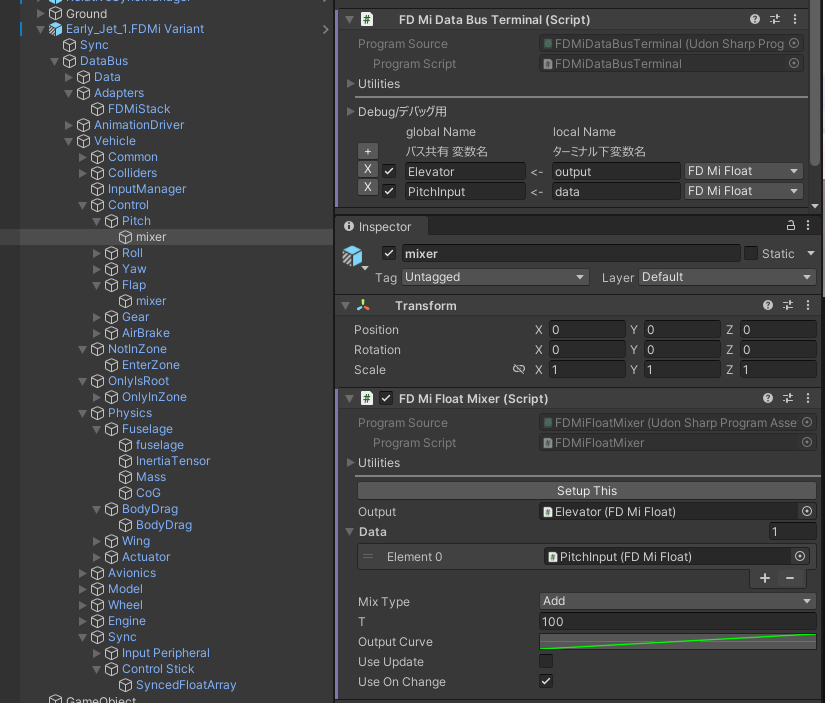 RelativeSyncManager
Ground
Early_Jet_1.FDMi Variant
Sync
DataBus
Data
Adapters
FDMiStack
AnimationDriver
Vehicle
Common
Colliders
InputManager
Control
Pitch
mixer
Roll
Yaw
Flap
mixer
Gear
AirBrake
NotInZone
EnterZone
OnlyIsRoot
OnlyInZone
Physics
Fuselage
fuselage
InertiaTensor
Mass
CoG
BodyDrag
BodyDrag
Wing
Actuator
Avionics
Model
Wheel
Engine
Sync
Input Peripheral
Control Stick
SyncedFloatArray
GameObject
# FD Mi Data Bus Terminal (Script)
Program Source FDMiDataBusTerminal (Udon Sharp Prog
Program Script #FDMiDataBusTerminal
Utilities
Debug/デバッグ用
global Name local Name
+ バス共有 変数名 ターミナル下変数名
X Elevator <- output FD Mi Float
X PitchInput <- data FD Mi Float
Inspector
mixer Static
Tag Untagged Layer Default
Transform
Position X 0 Y 0 Z 0
Rotation X 0 Y 0 Z 0
Scale X 1 Y 1 Z 1
# FD Mi Float Mixer (Script)
Program Source FDMiFloatMixer (Udon Sharp Program Asse
Program Script #FDMiFloatMixer
Utilities
Setup This
Output #Elevator (FD Mi Float)
Data 1
= Element 0 #PitchInput (FD Mi Float)
+ −
Mix Type Add
T 100
Output Curve
Use Update
Use On Change